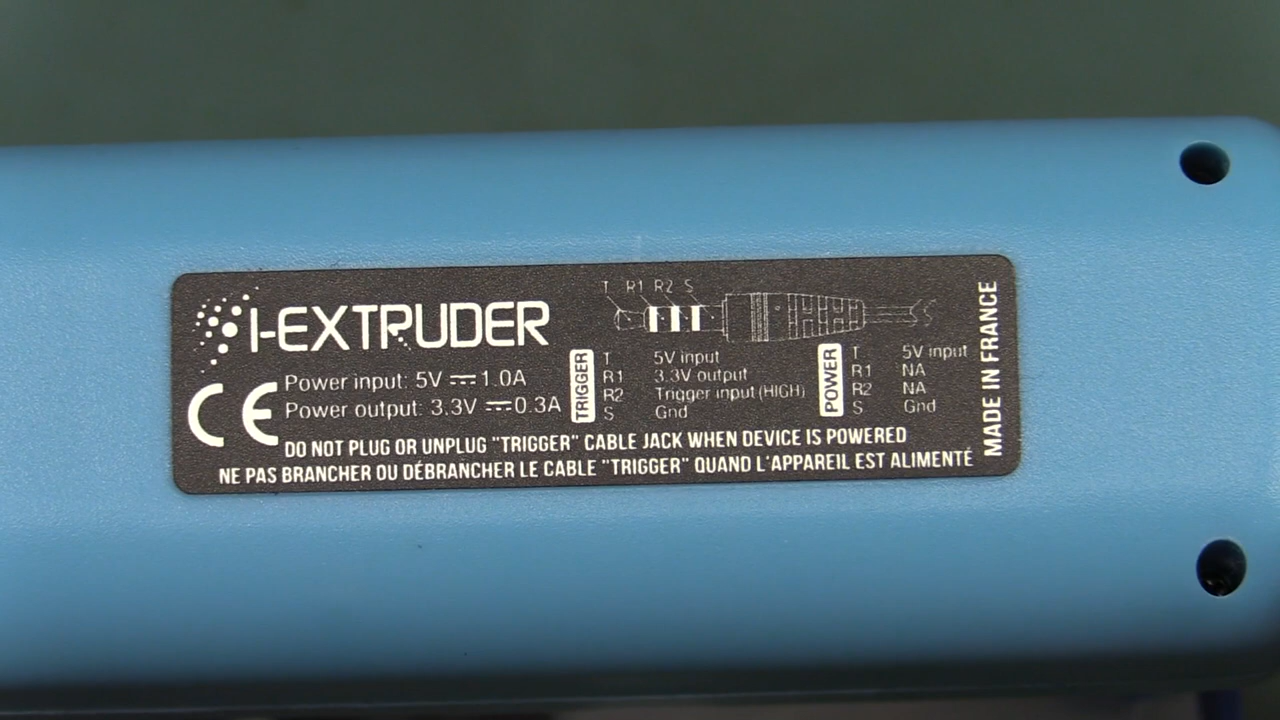 I-EXTRUDER
CE
Power input: 5V ⎓ 1.0A
Power output: 3.3V ⎓ 0.3A
T R1 R2 S
TRIGGER
T 5V input
R1 3.3V output
R2 Trigger input (HIGH)
S Gnd
POWER
T 5V input
R1 NA
R2 NA
S Gnd
DO NOT PLUG OR UNPLUG "TRIGGER" CABLE JACK WHEN DEVICE IS POWERED
NE PAS BRANCHER OU DÉBRANCHER LE CABLE "TRIGGER" QUAND L'APPAREIL EST ALIMENTÉ
MADE IN FRANCE